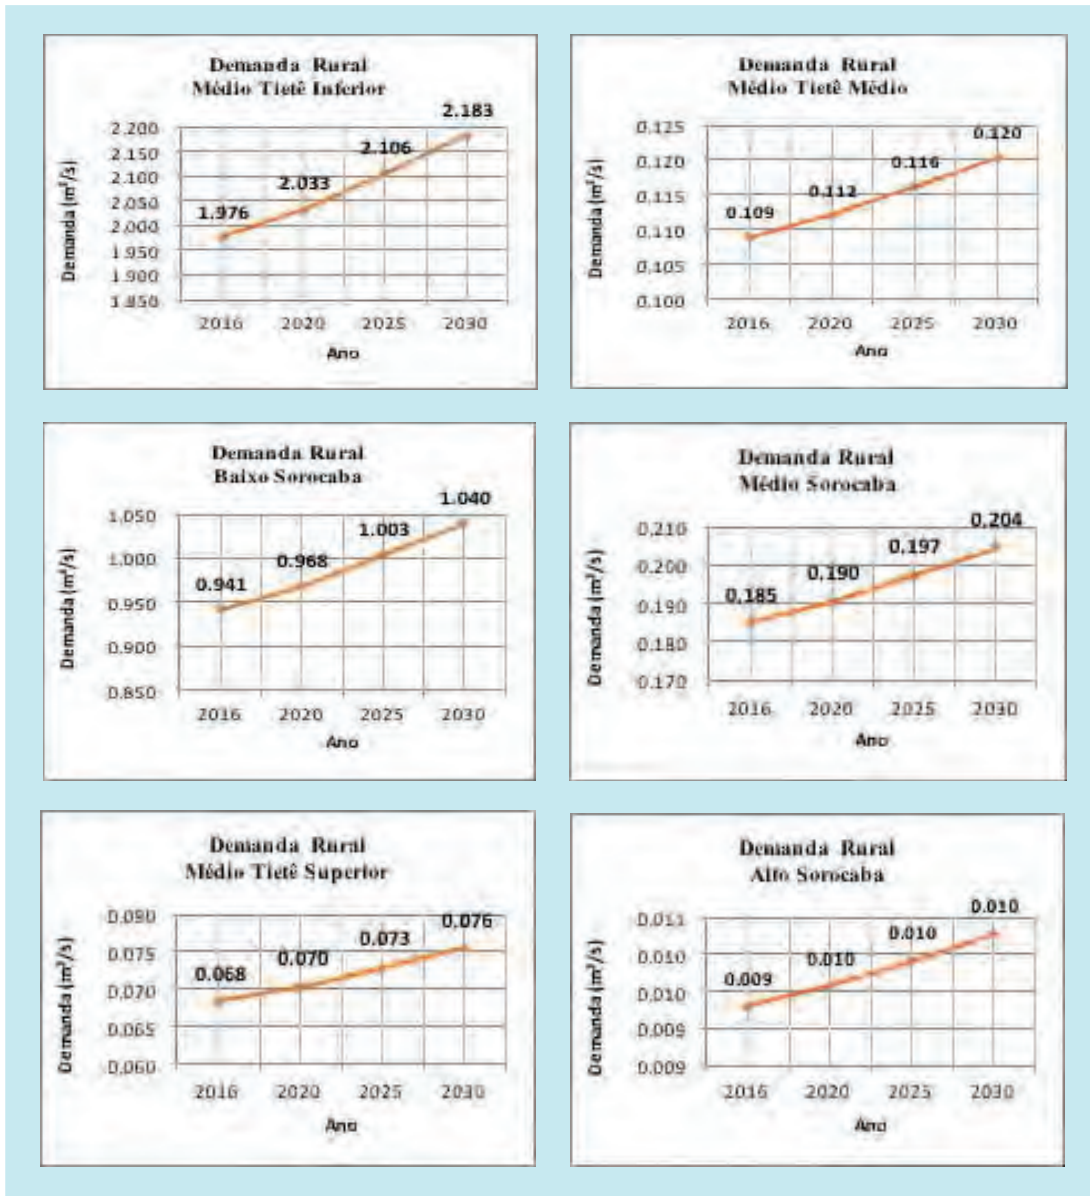 Demanda Rural
Médio Tietê Inferior
Demanda (m³/s)
2.200
2.150
2.100
2.050
2.000
1.950
1.900
1.850
1.976
2.033
2.106
2.183
2016 2020 2025 2030
Ano
Demanda Rural
Médio Tietê Médio
Demanda (m³/s)
0.125
0.120
0.115
0.110
0.105
0.100
0.109
0.112
0.116
0.120
2016 2020 2025 2030
Ano
Demanda Rural
Baixo Sorocaba
Demanda (m³/s)
1.050
1.000
0.950
0.900
0.850
0.941
0.968
1.003
1.040
2016 2020 2025 2030
Ano
Demanda Rural
Médio Sorocaba
Demanda (m³/s)
0.210
0.200
0.190
0.180
0.170
0.185
0.190
0.197
0.204
2016 2020 2025 2030
Ano
Demanda Rural
Médio Tietê Superior
Demanda (m³/s)
0.090
0.075
0.070
0.065
0.060
0.068
0.070
0.073
0.076
2016 2020 2025 2030
Ano
Demanda Rural
Alto Sorocaba
Demanda (m³/s)
0.011
0.010
0.010
0.009
0.009
0.009
0.010
0.010
0.010
2016 2020 2025 2030
Ano